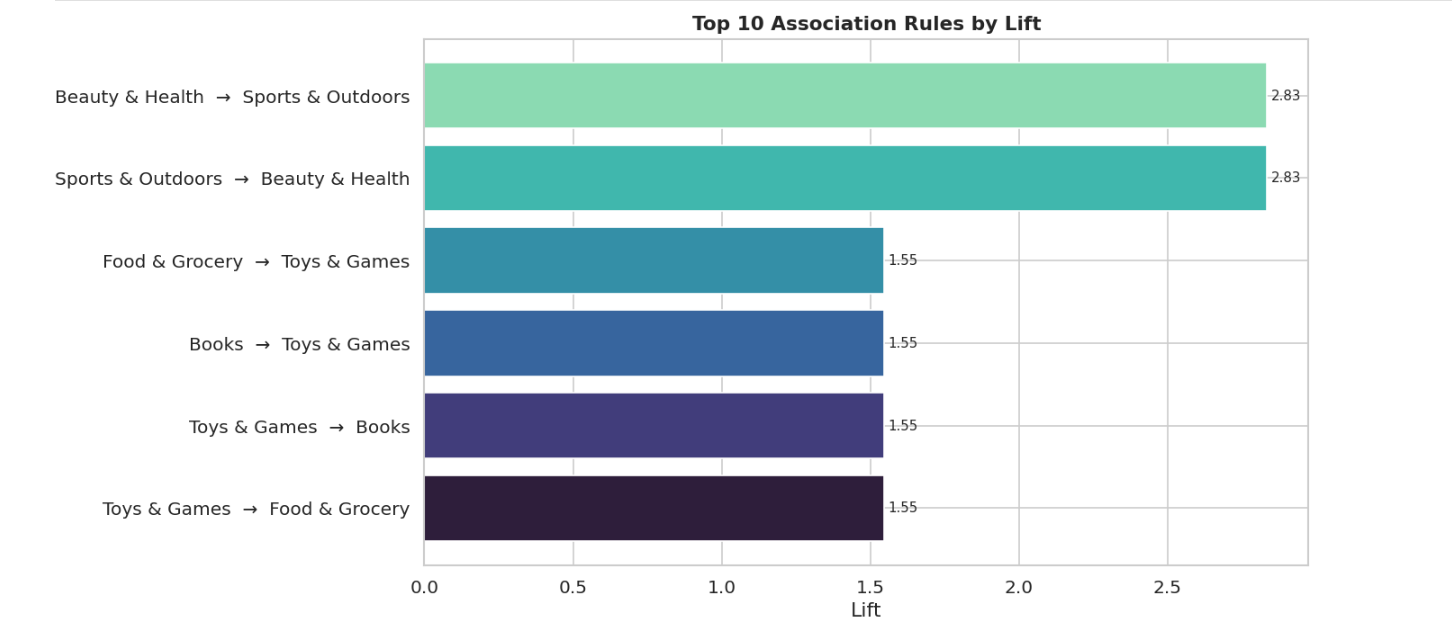 Top 10 Association Rules by Lift
Beauty & Health → Sports & Outdoors
2.83
Sports & Outdoors → Beauty & Health
2.83
Food & Grocery → Toys & Games
1.55
Books → Toys & Games
1.55
Toys & Games → Books
1.55
Toys & Games → Food & Grocery
1.55
0.0 0.5 1.0 1.5 2.0 2.5
Lift